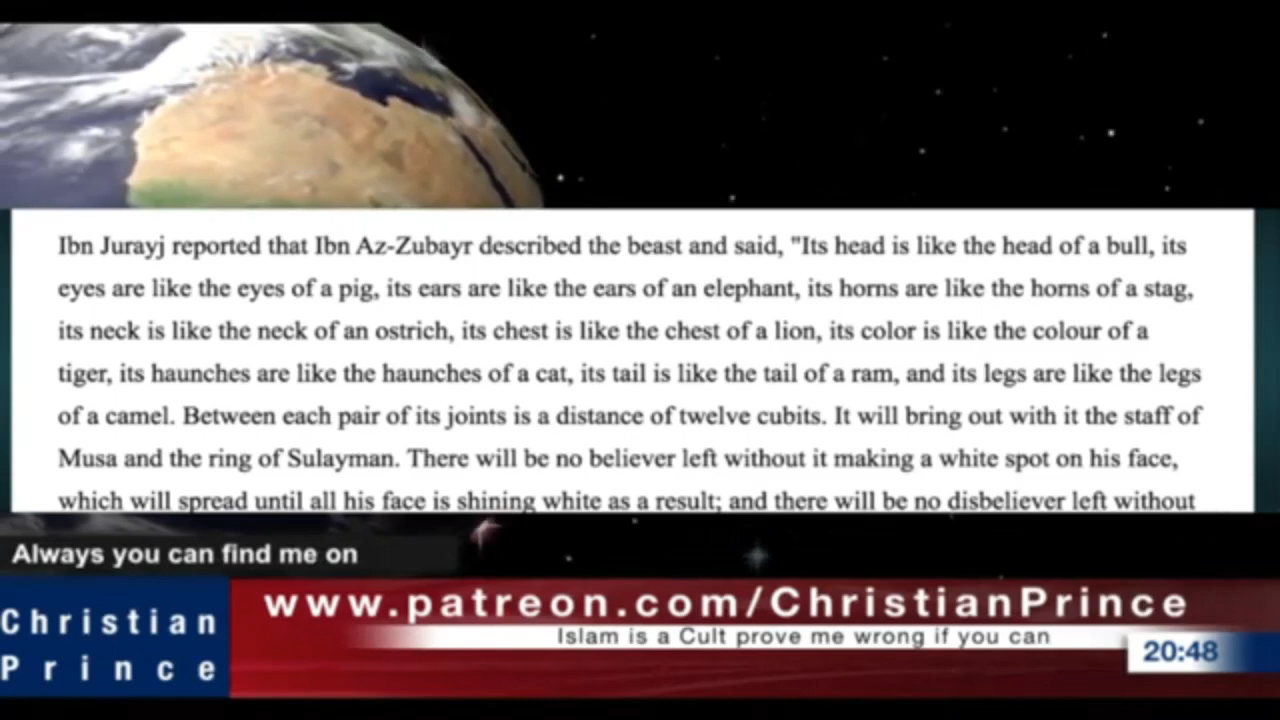 Ibn Jurayj reported that Ibn Az-Zubayr described the beast and said, "Its head is like the head of a bull, its
eyes are like the eyes of a pig, its ears are like the ears of an elephant, its horns are like the horns of a stag,
its neck is like the neck of an ostrich, its chest is like the chest of a lion, its color is like the colour of a
tiger, its haunches are like the haunches of a cat, its tail is like the tail of a ram, and its legs are like the legs
of a camel. Between each pair of its joints is a distance of twelve cubits. It will bring out with it the staff of
Musa and the ring of Sulayman. There will be no believer left without it making a white spot on his face,
which will spread until all his face is shining white as a result; and there will be no disbeliever left without
Always you can find me on
www.patreon.com/ChristianPrince
Islam is a Cult prove me wrong if you can
Christian
Prince
20:48